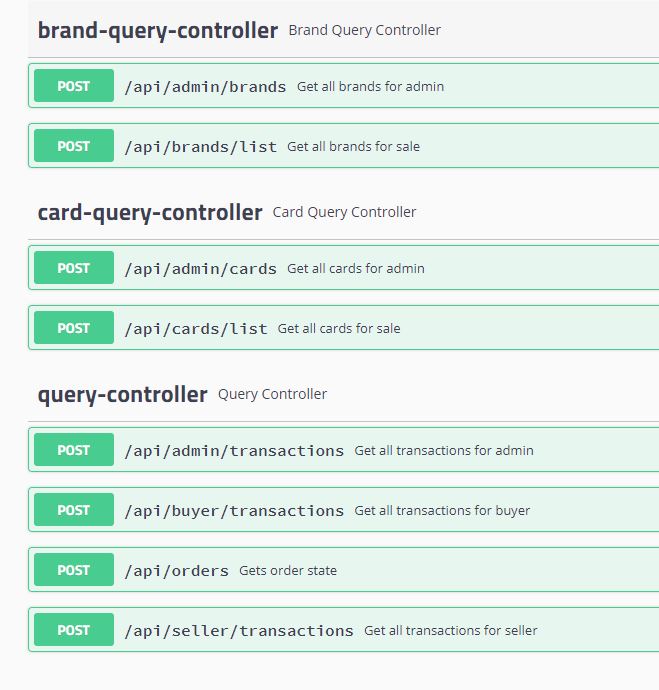 brand-query-controller Brand Query Controller
POST /api/admin/brands Get all brands for admin
POST /api/brands/list Get all brands for sale
card-query-controller Card Query Controller
POST /api/admin/cards Get all cards for admin
POST /api/cards/list Get all cards for sale
query-controller Query Controller
POST /api/admin/transactions Get all transactions for admin
POST /api/buyer/transactions Get all transactions for buyer
POST /api/orders Gets order state
POST /api/seller/transactions Get all transactions for seller